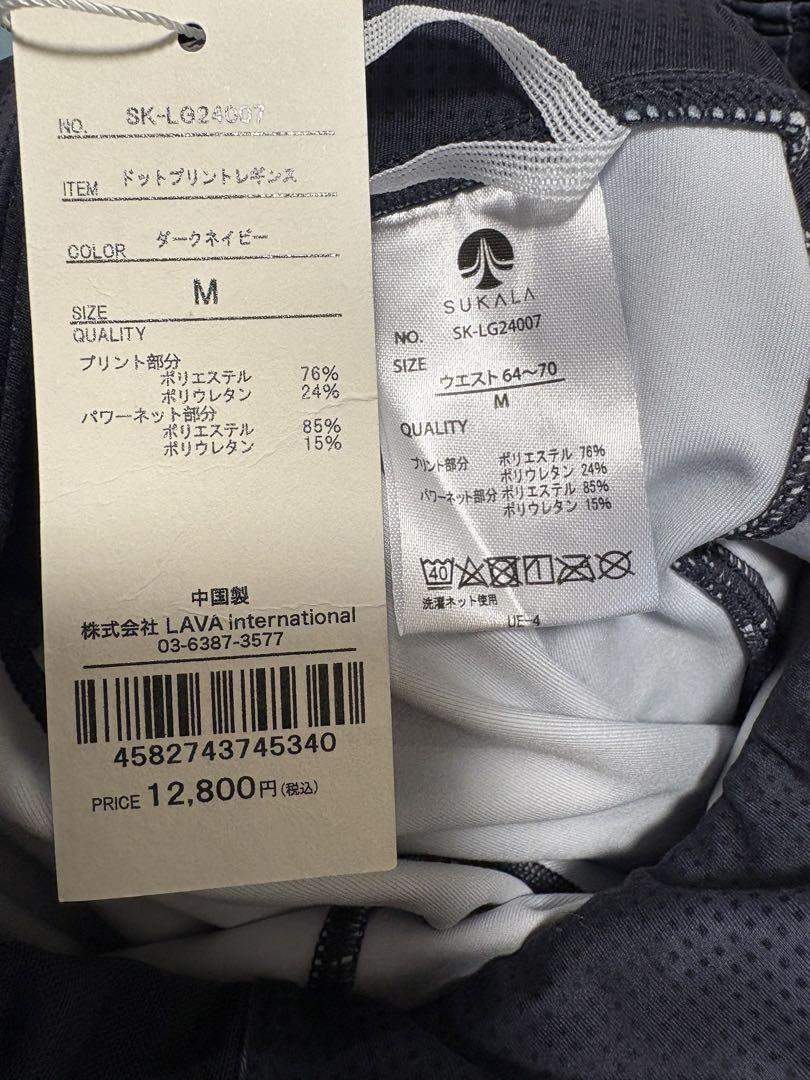 NO. SK-LG24007
ITEM ドットプリントレギンス
COLOR ダークネイビー
SIZE M
QUALITY
プリント部分
ポリエステル 76%
ポリウレタン 24%
パワーネット部分
ポリエステル 85%
ポリウレタン 15%
中国製
株式会社 LAVA international
03-6387-3577
4582743745340
PRICE 12,800円(税込)
SUKALA
NO. SK-LG24007
SIZE ウエスト 64〜70
M
QUALITY
プリント部分 ポリエステル 76%
ポリウレタン 24%
パワーネット部分 ポリエステル 85%
ポリウレタン 15%
40
洗濯ネット使用
UE-4